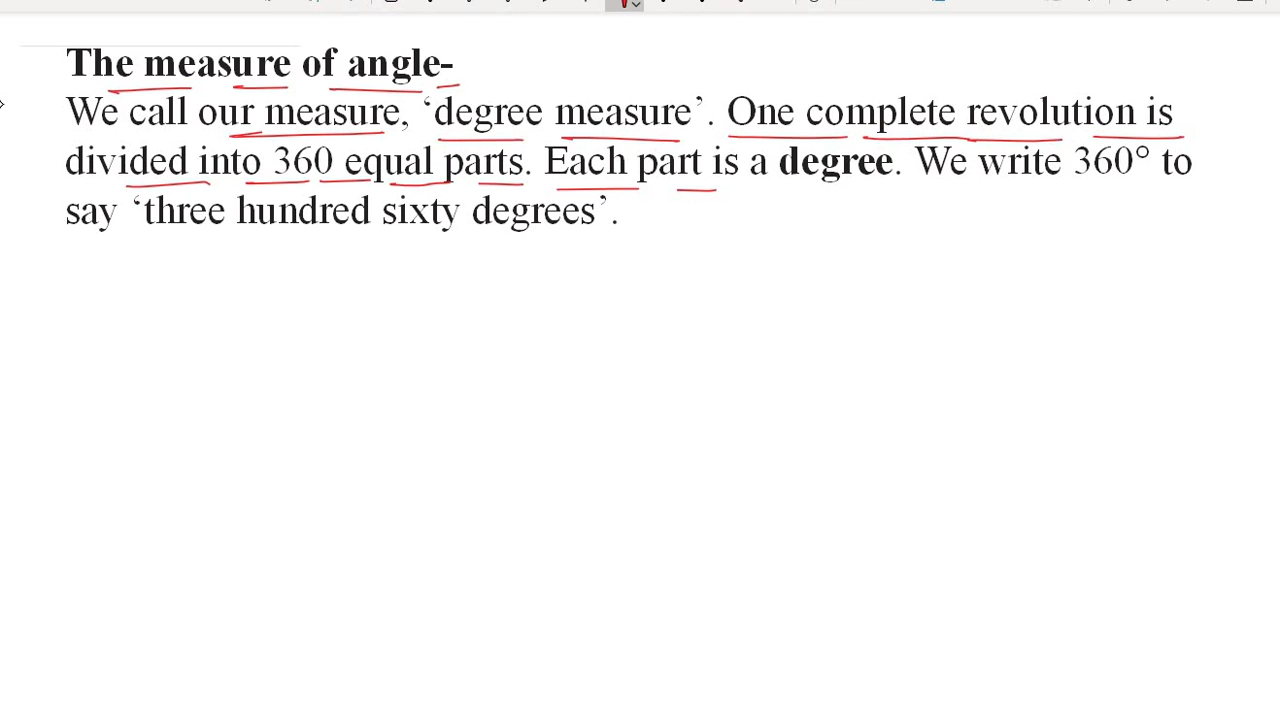 The measure of angle-
We call our measure, ‘degree measure’. One complete revolution is
divided into 360 equal parts. Each part is a degree. We write 360° to
say ‘three hundred sixty degrees’.